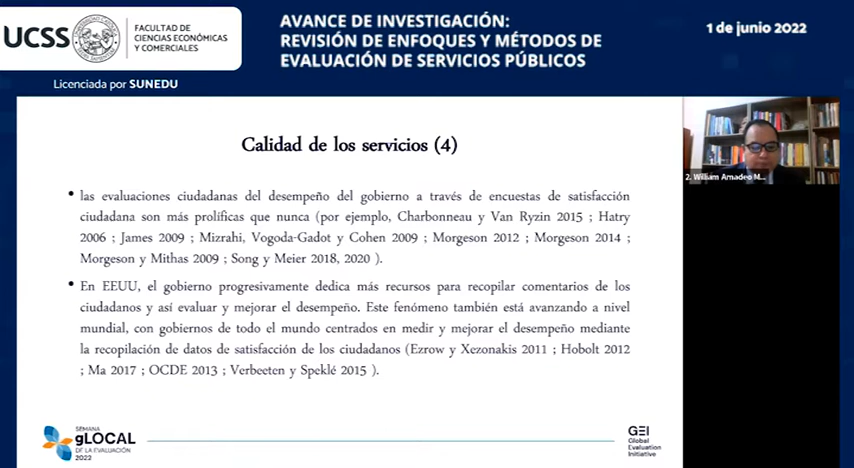 UCSS
FACULTAD DE
CIENCIAS ECONÓMICAS
Y COMERCIALES
Licenciada por SUNEDU
AVANCE DE INVESTIGACIÓN:
REVISIÓN DE ENFOQUES Y MÉTODOS DE
EVALUACIÓN DE SERVICIOS PÚBLICOS
1 de junio 2022
Calidad de los servicios (4)
• las evaluaciones ciudadanas del desempeño del gobierno a través de encuestas de satisfacción
ciudadana son más prolíficas que nunca (por ejemplo, Charbonneau y Van Ryzin 2015 ; Hatry
2006 ; James 2009 ; Mizrahi, Vogoda-Gadot y Cohen 2009 ; Morgeson 2012 ; Morgeson 2014 ;
Morgeson y Mithas 2009 ; Song y Meier 2018, 2020 ).
• En EEUU, el gobierno progresivamente dedica más recursos para recopilar comentarios de los
ciudadanos y así evaluar y mejorar el desempeño. Este fenómeno también está avanzando a nivel
mundial, con gobiernos de todo el mundo centrados en medir y mejorar el desempeño mediante
la recopilación de datos de satisfacción de los ciudadanos (Ezrow y Xezonakis 2011 ; Hobolt 2012
; Ma 2017 ; OCDE 2013 ; Verbeeten y Speklé 2015 ).
2. William Amadeo M...
SEMANA
gLOCAL
DE LA EVALUACIÓN
2022
GEI
Global
Evaluation
Initiative